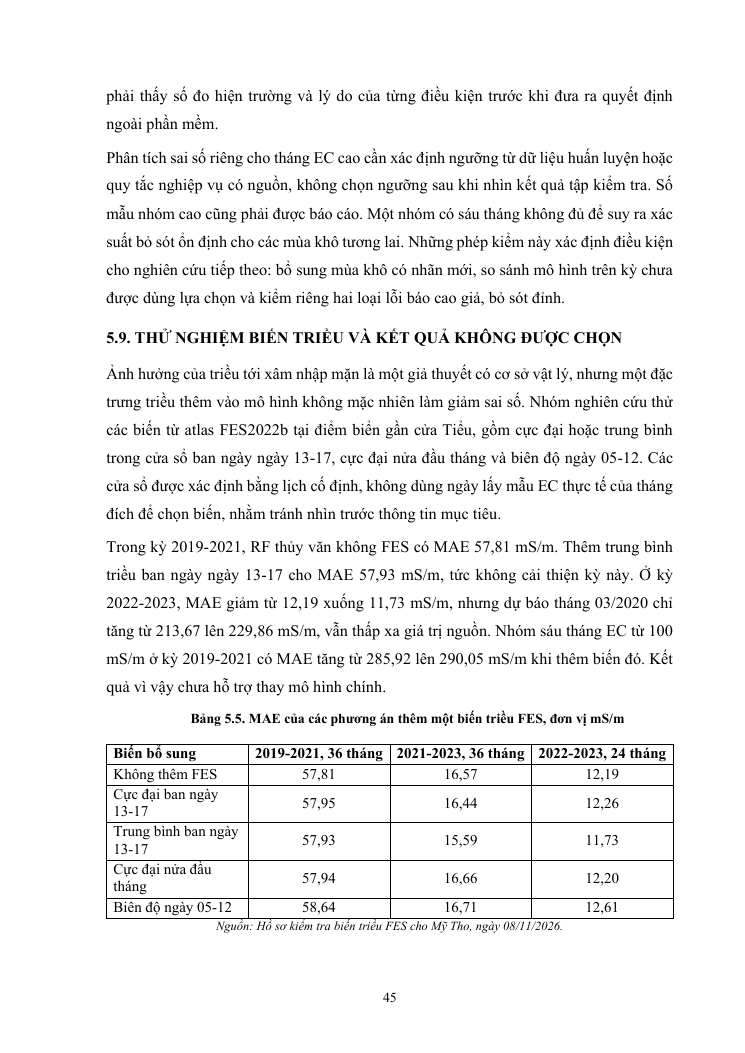 phải thấy số đo hiện trường và lý do của từng điều kiện trước khi đưa ra quyết định
ngoài phần mềm.
Phân tích sai số riêng cho tháng EC cao cần xác định ngưỡng từ dữ liệu huấn luyện hoặc
quy tắc nghiệp vụ có nguồn, không chọn ngưỡng sau khi nhìn kết quả tập kiểm tra. Số
mẫu nhóm cao cũng phải được báo cáo. Một nhóm có sáu tháng không đủ để suy ra xác
suất bỏ sót ổn định cho các mùa khô tương lai. Những phép kiểm này xác định điều kiện
cho nghiên cứu tiếp theo: bổ sung mùa khô có nhãn mới, so sánh mô hình trên kỳ chưa
được dùng lựa chọn và kiểm riêng hai loại lỗi báo cao giả, bỏ sót đỉnh.
5.9. THỬ NGHIỆM BIẾN TRIỀU VÀ KẾT QUẢ KHÔNG ĐƯỢC CHỌN
Ảnh hưởng của triều tới xâm nhập mặn là một giả thuyết có cơ sở vật lý, nhưng một đặc
trưng triều thêm vào mô hình không mặc nhiên làm giảm sai số. Nhóm nghiên cứu thử
các biến từ atlas FES2022b tại điểm biển gần cửa Tiểu, gồm cực đại hoặc trung bình
trong cửa sổ ban ngày ngày 13-17, cực đại nửa đầu tháng và biên độ ngày 05-12. Các
cửa sổ được xác định bằng lịch cố định, không dùng ngày lấy mẫu EC thực tế của tháng
đích để chọn biến, nhằm tránh nhìn trước thông tin mục tiêu.
Trong kỳ 2019-2021, RF thủy văn không FES có MAE 57,81 mS/m. Thêm trung bình
triều ban ngày ngày 13-17 cho MAE 57,93 mS/m, tức không cải thiện kỳ này. Ở kỳ
2022-2023, MAE giảm từ 12,19 xuống 11,73 mS/m, nhưng dự báo tháng 03/2020 chỉ
tăng từ 213,67 lên 229,86 mS/m, vẫn thấp xa giá trị nguồn. Nhóm sáu tháng EC từ 100
mS/m ở kỳ 2019-2021 có MAE tăng từ 285,92 lên 290,05 mS/m khi thêm biến đó. Kết
quả vì vậy chưa hỗ trợ thay mô hình chính.
Bảng 5.5. MAE của các phương án thêm một biến triều FES, đơn vị mS/m
Biến bổ sung 2019-2021, 36 tháng 2021-2023, 36 tháng 2022-2023, 24 tháng
Không thêm FES 57,81 16,57 12,19
Cực đại ban ngày
13-17 57,95 16,44 12,26
Trung bình ban ngày
13-17 57,93 15,59 11,73
Cực đại nửa đầu
tháng 57,94 16,66 12,20
Biên độ ngày 05-12 58,64 16,71 12,61
Nguồn: Hồ sơ kiểm tra biến triều FES cho Mỹ Tho, ngày 08/11/2026.
45